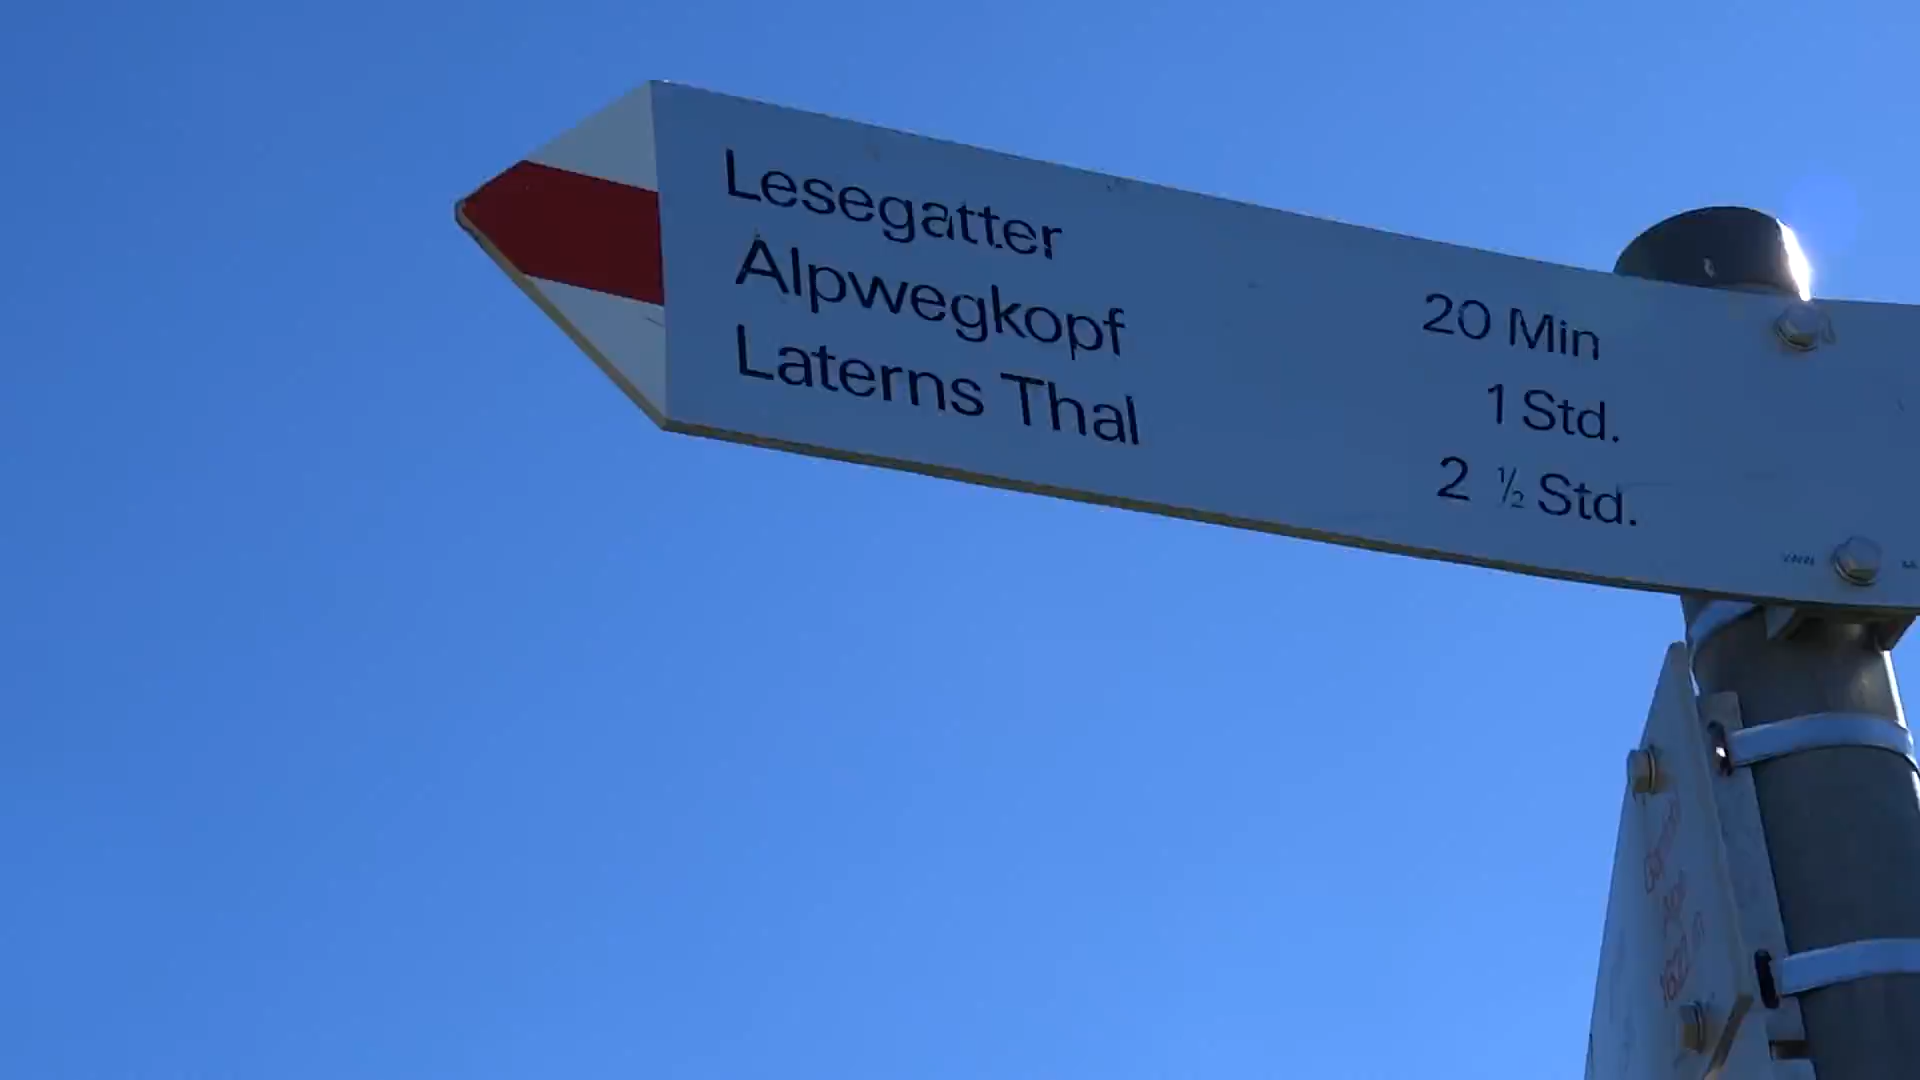 Lesegatter 20 Min
Alpwegkopf 1 Std.
Laterns Thal 2 ½ Std.